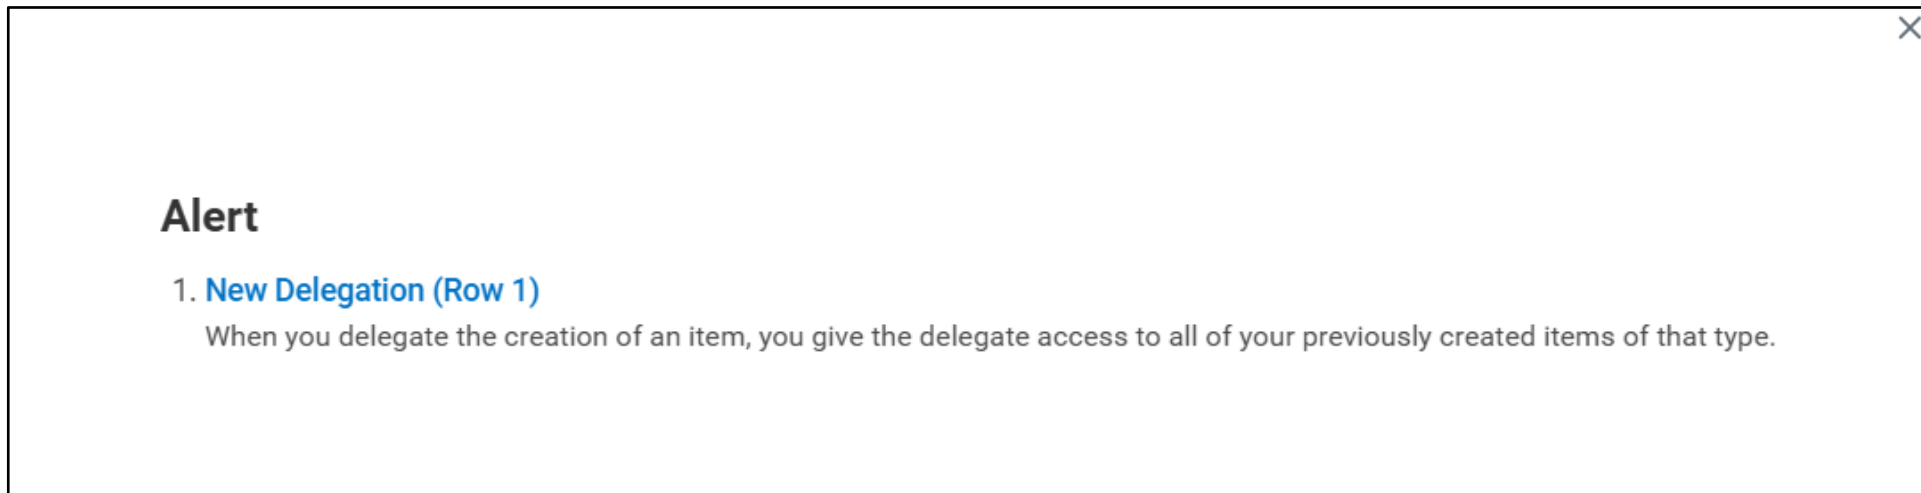 Alert
1. New Delegation (Row 1)
When you delegate the creation of an item, you give the delegate access to all of your previously created items of that type.